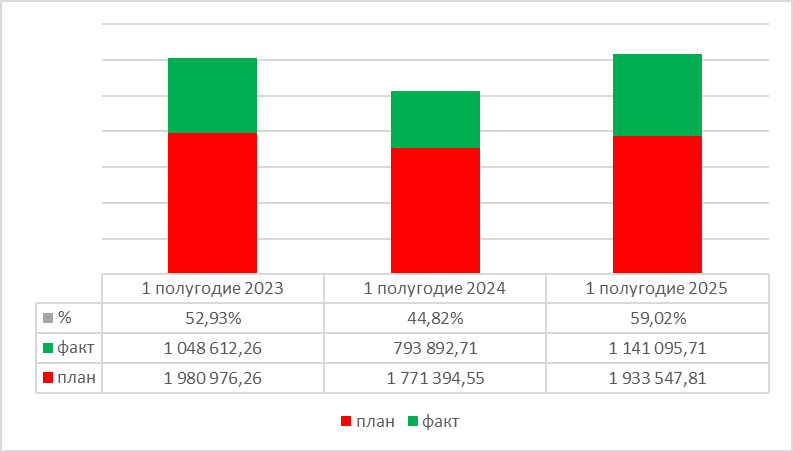 1 полугодие 2023 1 полугодие 2024 1 полугодие 2025
% 52,93% 44,82% 59,02%
факт 1 048 612,26 793 892,71 1 141 095,71
план 1 980 976,26 1 771 394,55 1 933 547,81
план факт